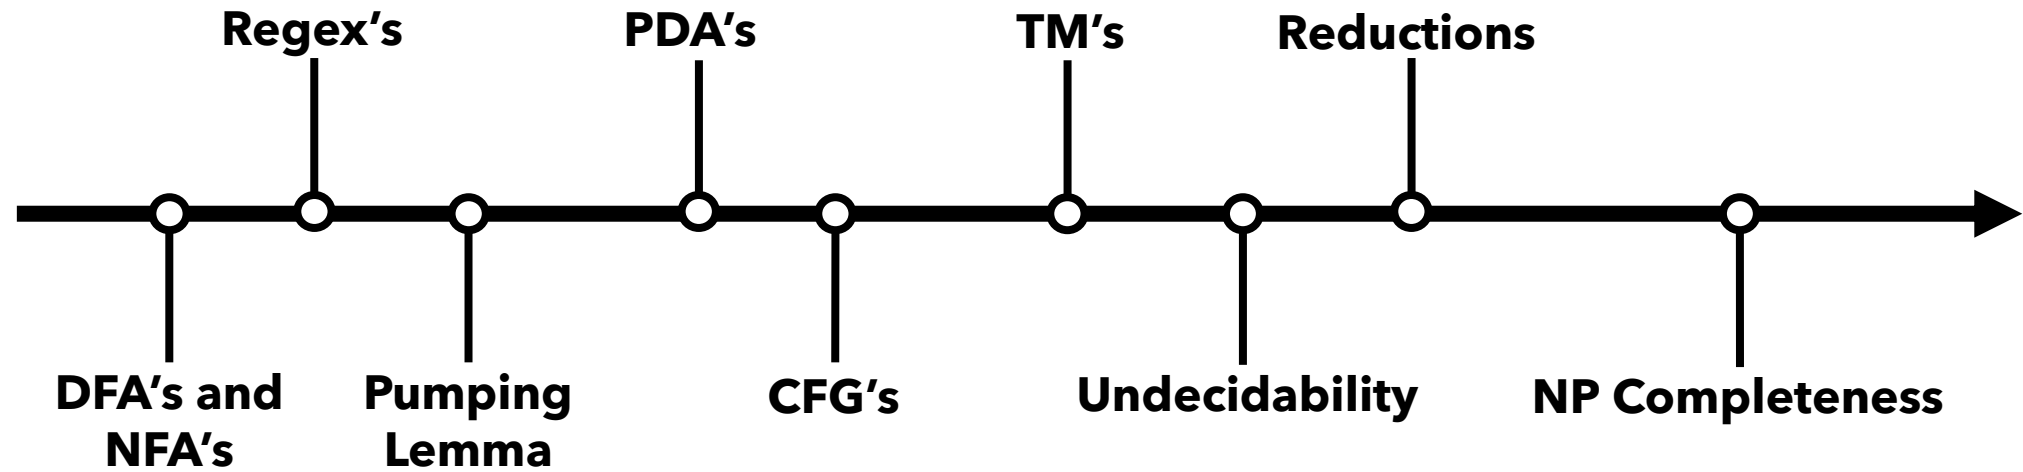 Regex’s
PDA’s
TM’s
Reductions
DFA’s and
NFA’s
Pumping
Lemma
CFG’s
Undecidability
NP Completeness